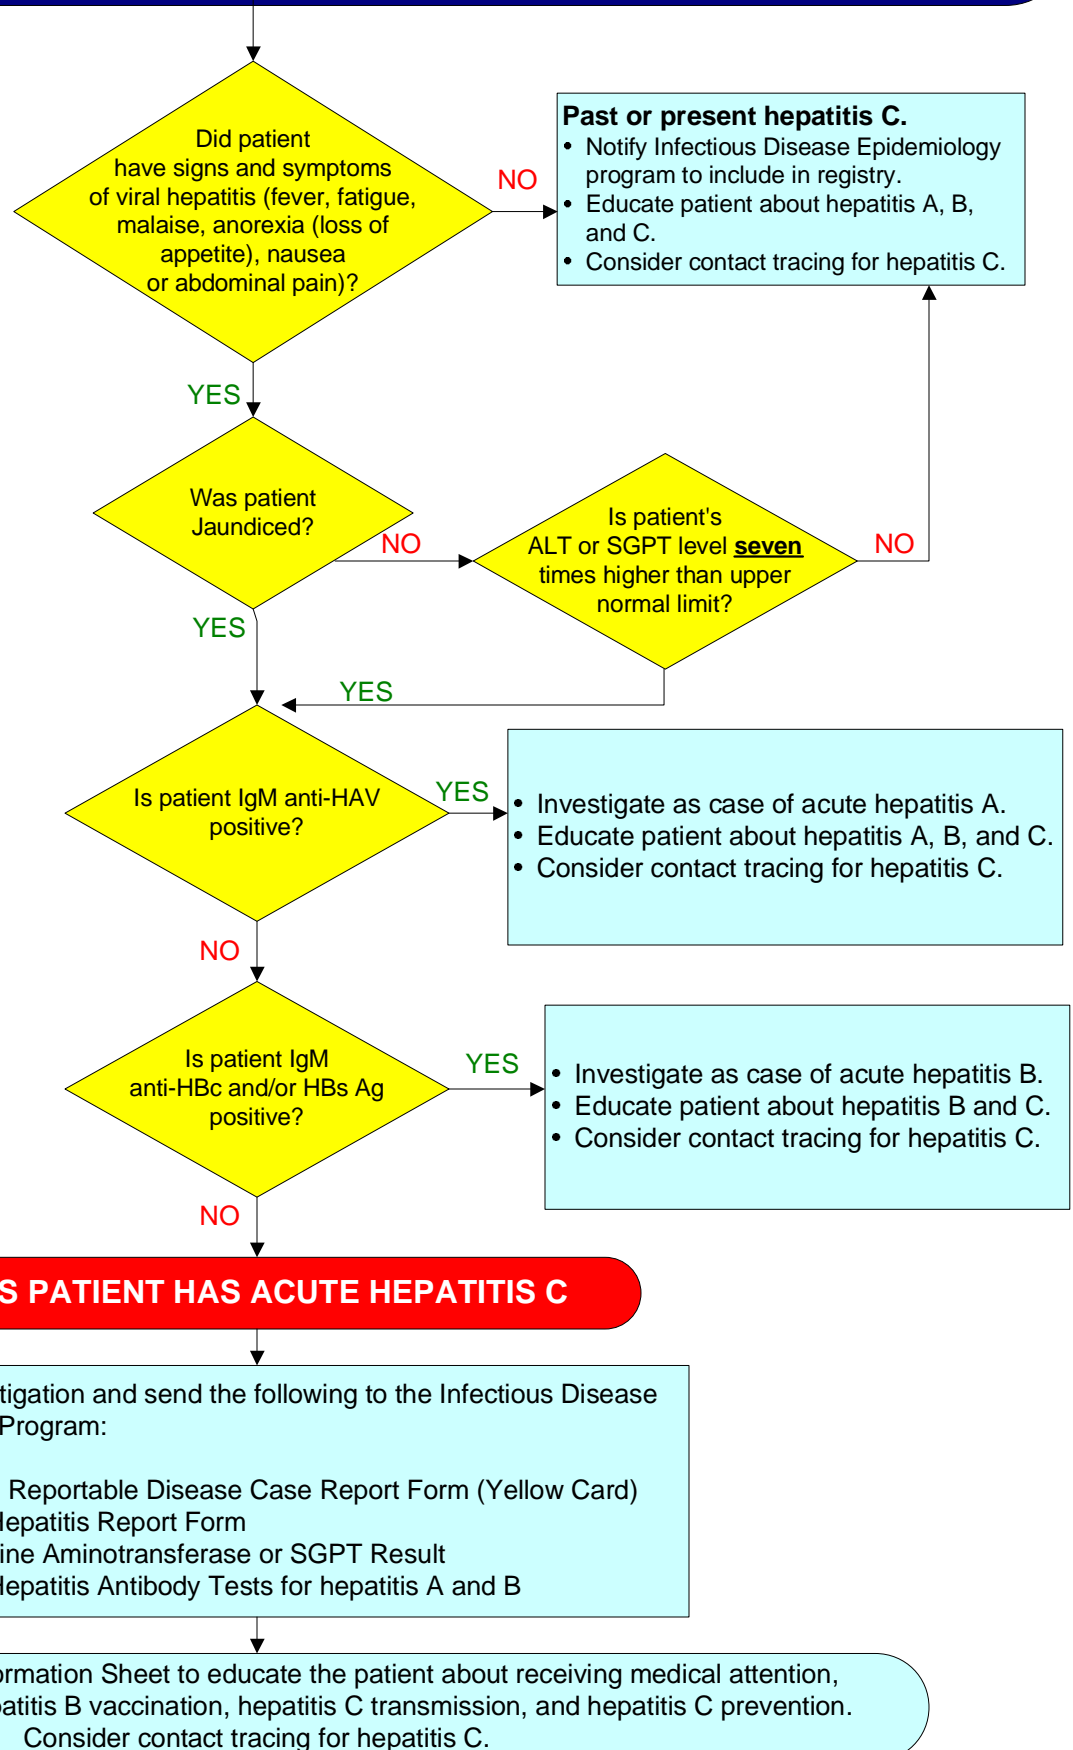 Did patient
have signs and symptoms
of viral hepatitis (fever, fatigue,
malaise, anorexia (loss of
appetite), nausea
or abdominal pain)?
NO
Past or present hepatitis C.
• Notify Infectious Disease Epidemiology
program to include in registry.
• Educate patient about hepatitis A, B,
and C.
• Consider contact tracing for hepatitis C.
YES
Was patient
Jaundiced?
NO
Is patient's
ALT or SGPT level seven
times higher than upper
normal limit?
NO
YES
YES
Is patient IgM anti-HAV
positive?
YES
• Investigate as case of acute hepatitis A.
• Educate patient about hepatitis A, B, and C.
• Consider contact tracing for hepatitis C.
NO
Is patient IgM
anti-HBc and/or HBs Ag
positive?
YES
• Investigate as case of acute hepatitis B.
• Educate patient about hepatitis B and C.
• Consider contact tracing for hepatitis C.
NO
S PATIENT HAS ACUTE HEPATITIS C
tigation and send the following to the Infectious Disease
Program:
Reportable Disease Case Report Form (Yellow Card)
Hepatitis Report Form
ine Aminotransferase or SGPT Result
Hepatitis Antibody Tests for hepatitis A and B
ormation Sheet to educate the patient about receiving medical attention,
patitis B vaccination, hepatitis C transmission, and hepatitis C prevention.
Consider contact tracing for hepatitis C.